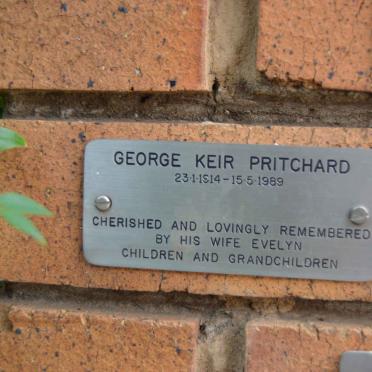 GEORGE KEIR PRITCHARD
23·1·1914-15·5·1989
CHERISHED AND LOVINGLY REMEMBERED
BY HIS WIFE EVELYN
CHILDREN AND GRANDCHILDREN